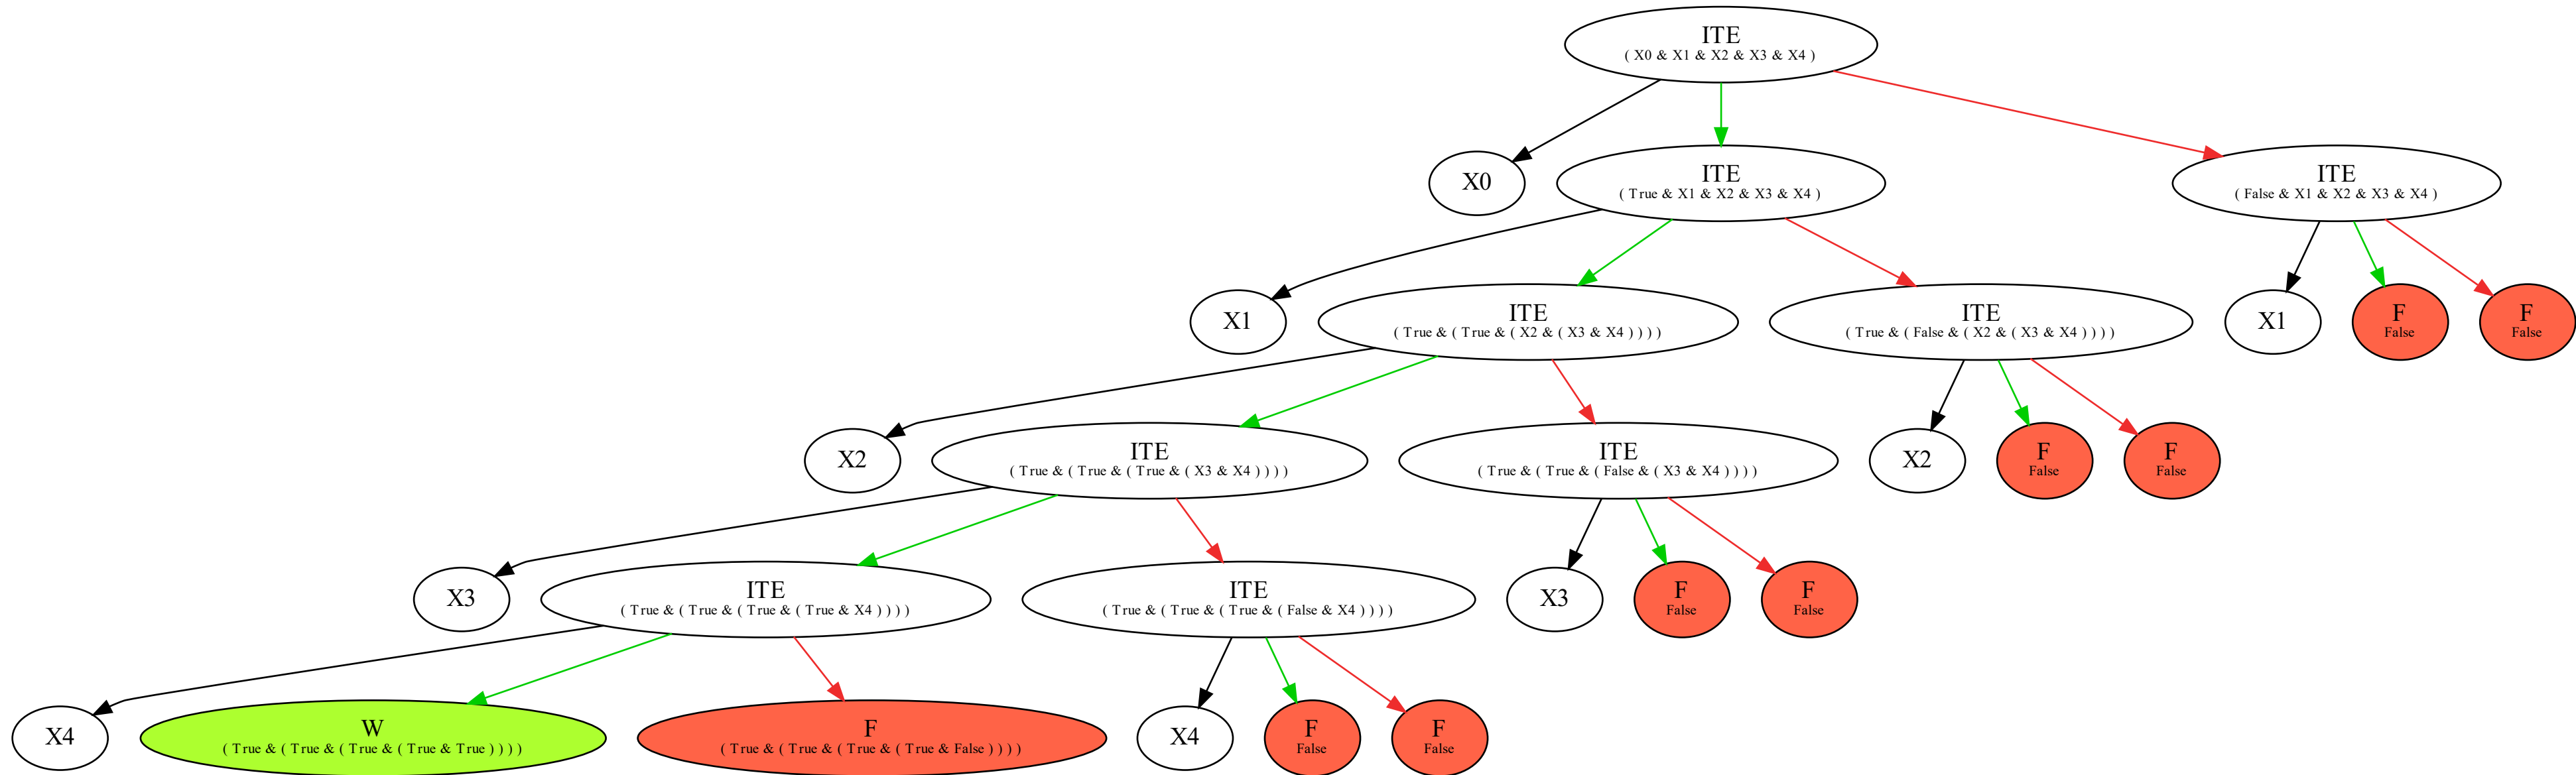 ITE
( X0 & X1 & X2 & X3 & X4 )
X0
ITE
( True & X1 & X2 & X3 & X4 )
ITE
( False & X1 & X2 & X3 & X4 )
X1
ITE
( True & ( True & ( X2 & ( X3 & X4 ) ) ) )
ITE
( True & ( False & ( X2 & ( X3 & X4 ) ) ) )
X1
F
False
F
False
X2
ITE
( True & ( True & ( True & ( X3 & X4 ) ) ) )
ITE
( True & ( True & ( False & ( X3 & X4 ) ) ) )
X2
F
False
F
False
X3
ITE
( True & ( True & ( True & ( True & X4 ) ) ) )
ITE
( True & ( True & ( True & ( False & X4 ) ) ) )
X3
F
False
F
False
X4
W
( True & ( True & ( True & ( True & True ) ) ) )
F
( True & ( True & ( True & ( True & False ) ) ) )
X4
F
False
F
False